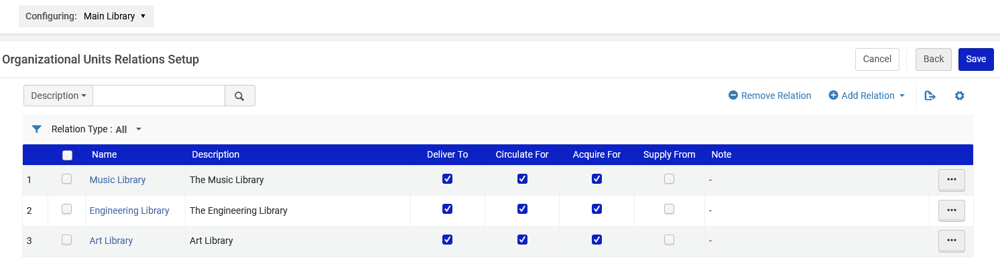 Configuring: Main Library
Organizational Units Relations Setup Cancel Back Save
Description Remove Relation Add Relation
Relation Type : All
Name Description Deliver To Circulate For Acquire For Supply From Note
1 Music Library The Music Library -
2 Engineering Library The Engineering Library -
3 Art Library Art Library -